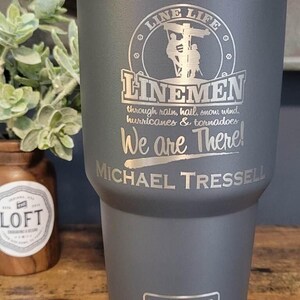 LINE LIFE
LINEMEN
through rain, hail, snow, wind,
hurricanes & tornadoes
We are There!
MICHAEL TRESSELL
LOFT